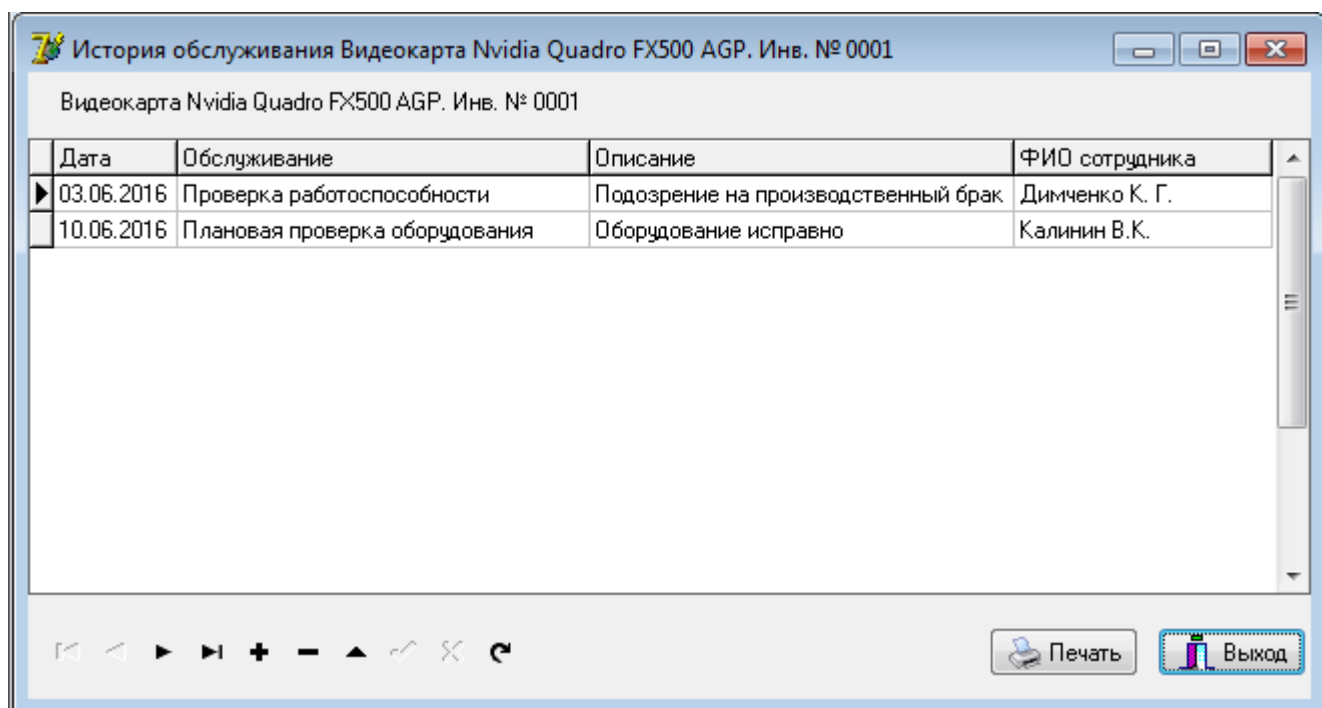 История обслуживания Видеокарта Nvidia Quadro FX500 AGP. Инв. № 0001
Видеокарта Nvidia Quadro FX500 AGP. Инв. № 0001
Дата Обслуживание Описание ФИО сотрудника
03.06.2016 Проверка работоспособности Подозрение на производственный брак Димченко К. Г.
10.06.2016 Плановая проверка оборудования Оборудование исправно Калинин В.К.
Печать Выход